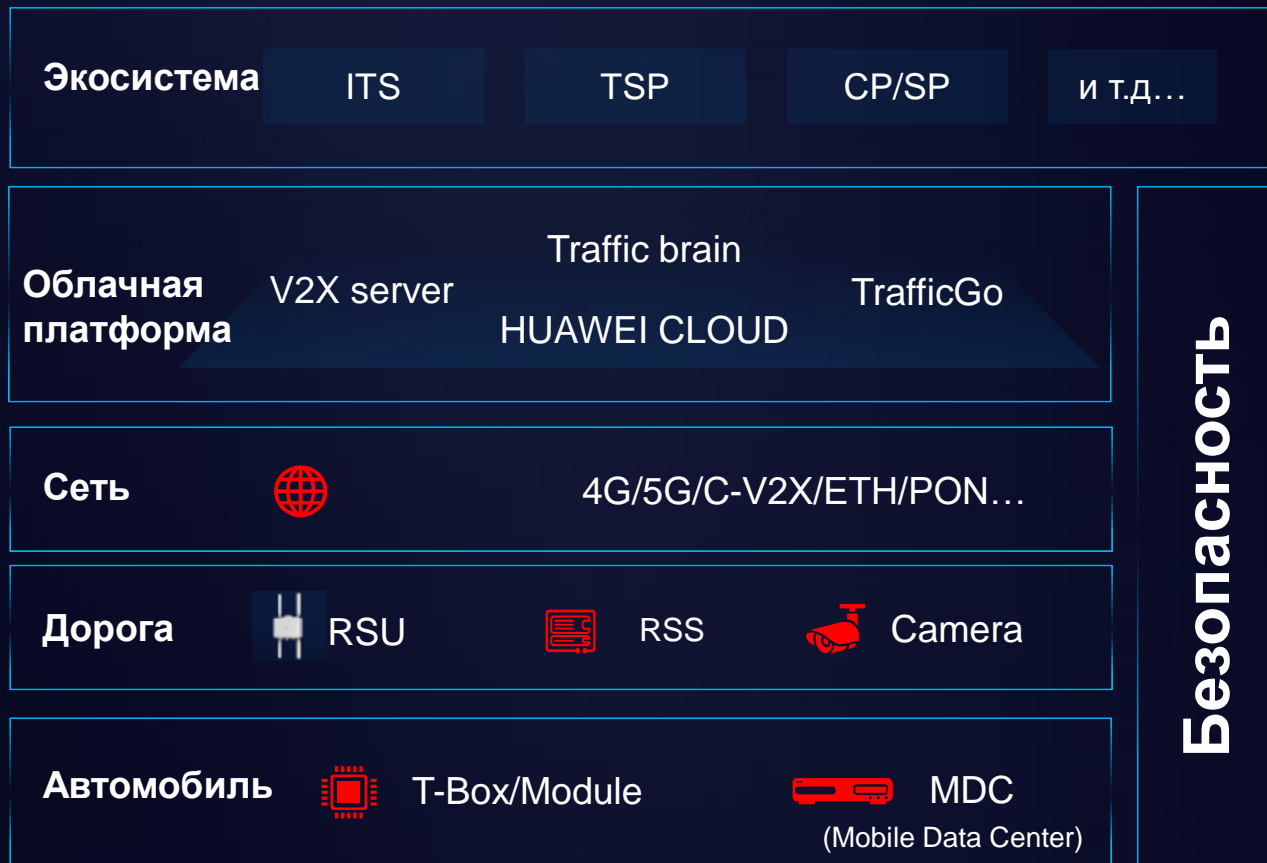 Экосистема
ITS
TSP
CP/SP
и т.д…
Облачная
платформа
V2X server
Traffic brain
TrafficGo
HUAWEI CLOUD
Сеть
4G/5G/C-V2X/ETH/PON…
Дорога
RSU
RSS
Camera
Автомобиль
T-Box/Module
MDC
(Mobile Data Center)
Безопасность